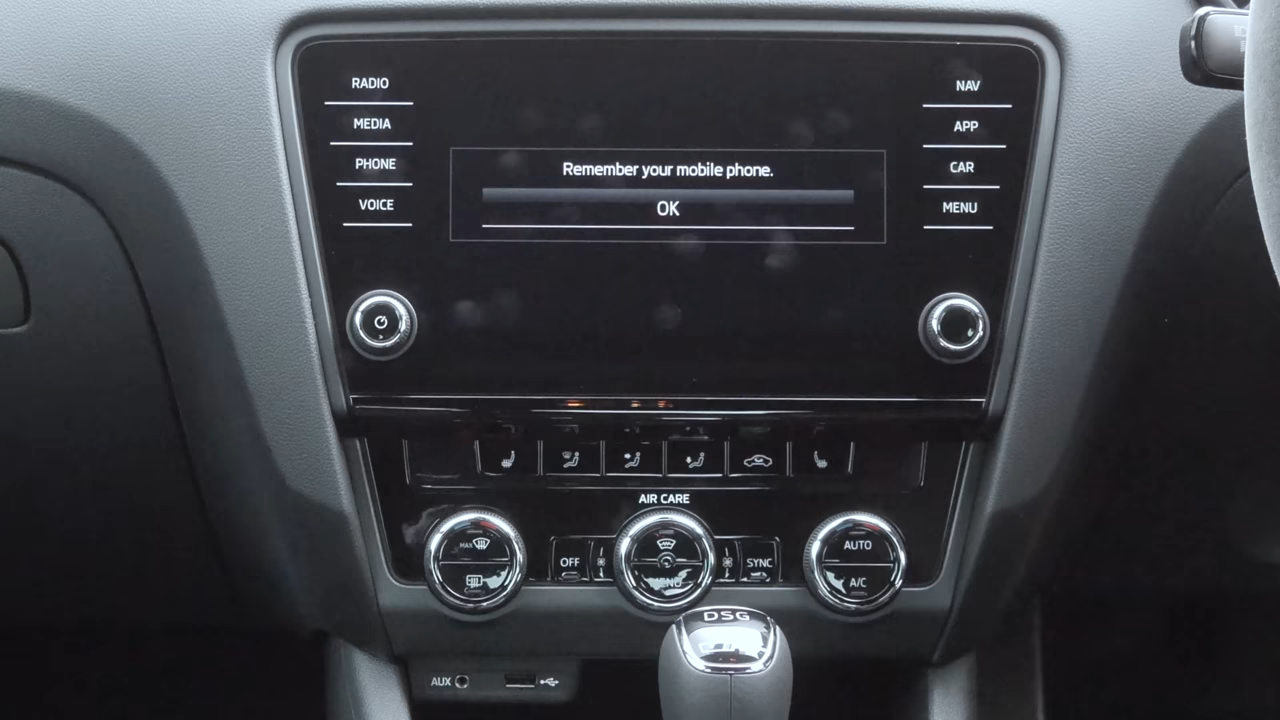 RADIO
MEDIA
PHONE
VOICE
Remember your mobile phone.
OK
NAV
APP
CAR
MENU
AIR CARE
MAX
OFF
MENU
SYNC
AUTO
A/C
DSG
AUX